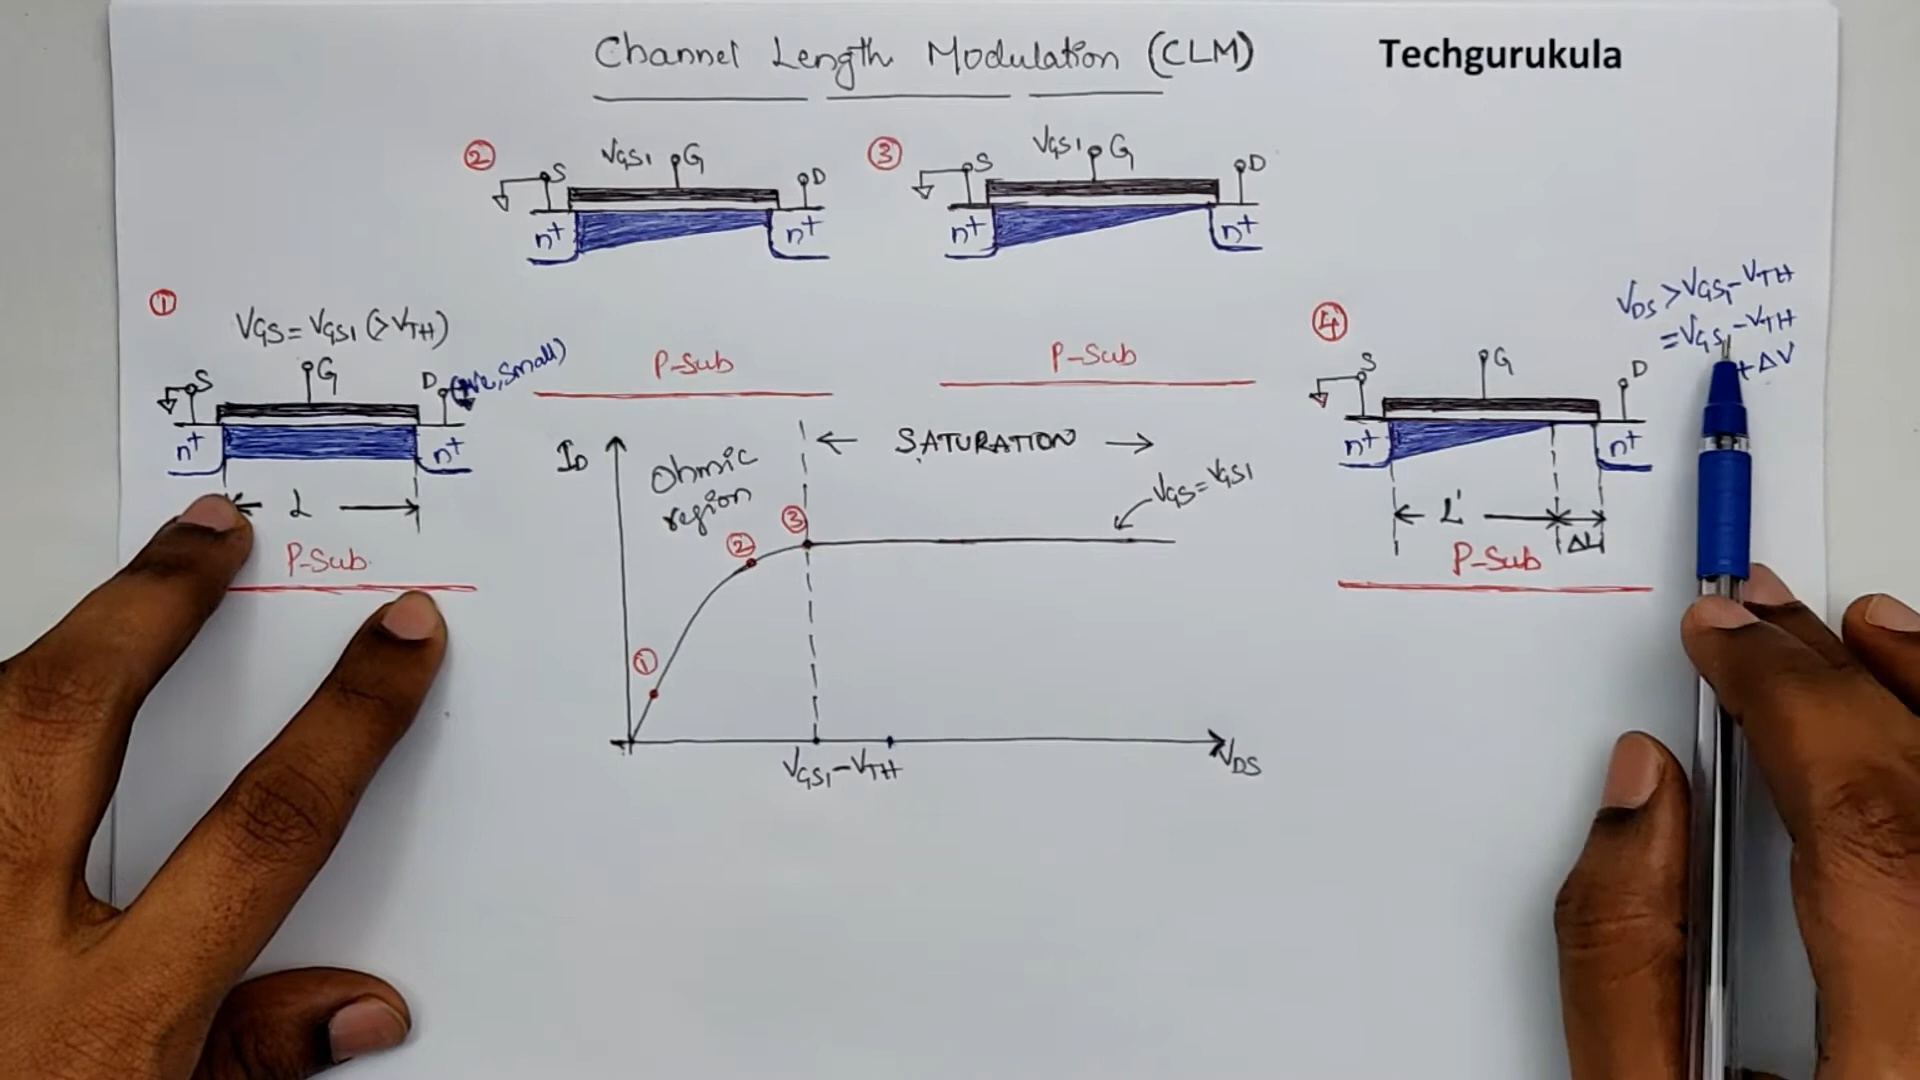 Channel Length Modulation (CLM)
Techgurukula
②
VGS1
G
S
D
n+
n+
P-Sub
③
VGS1
G
S
D
n+
n+
P-Sub
①
VGS = VGS1 (>VTH)
S
G
D
(+ve, small)
n+
n+
L
P-Sub
④
VDS > VGS1 - VTH
= VGS1 - VTH
+ ΔV
S
G
D
n+
n+
L'
ΔL
P-Sub
ID
Ohmic
region
← SATURATION →
VGS = VGS1
①
②
③
VGS1 - VTH
VDS